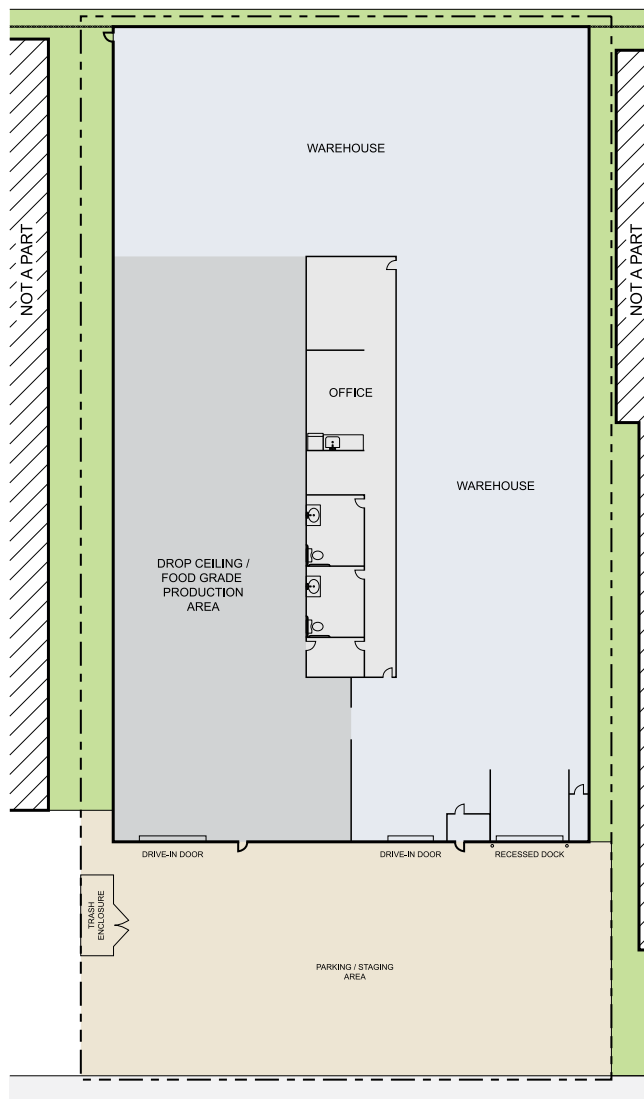 WAREHOUSE
NOT A PART
NOT A PART
OFFICE
WAREHOUSE
DROP CEILING /
FOOD GRADE
PRODUCTION
AREA
DRIVE-IN DOOR
DRIVE-IN DOOR
RECESSED DOCK
TRASH
ENCLOSURE
PARKING / STAGING
AREA